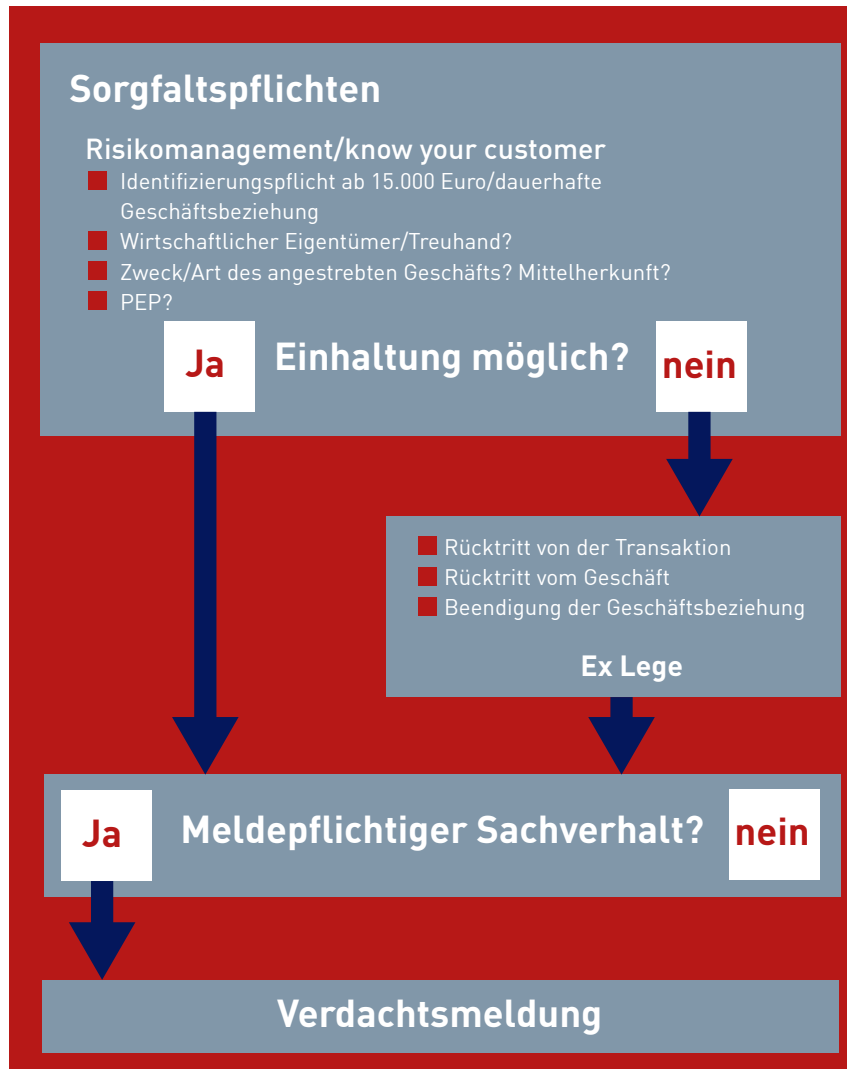 Sorgfaltspflichten
Risikomanagement/know your customer
Identifizierungspflicht ab 15.000 Euro/dauerhafte
Geschäftsbeziehung
Wirtschaftlicher Eigentümer/Treuhand?
Zweck/Art des angestrebten Geschäfts? Mittelherkunft?
PEP?
Ja Einhaltung möglich? nein
Rücktritt von der Transaktion
Rücktritt vom Geschäft
Beendigung der Geschäftsbeziehung
Ex Lege
Ja Meldepflichtiger Sachverhalt? nein
Verdachtsmeldung